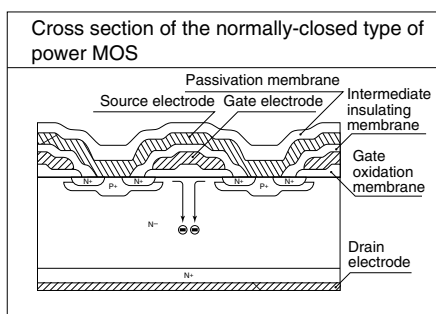 Cross section of the normally-closed type of
power MOS
Passivation membrane
Source electrode
Gate electrode
Intermediate
insulating
membrane
Gate
oxidation
membrane
N+
P+
N+
N+
P+
N+
N−
N+
Drain
electrode